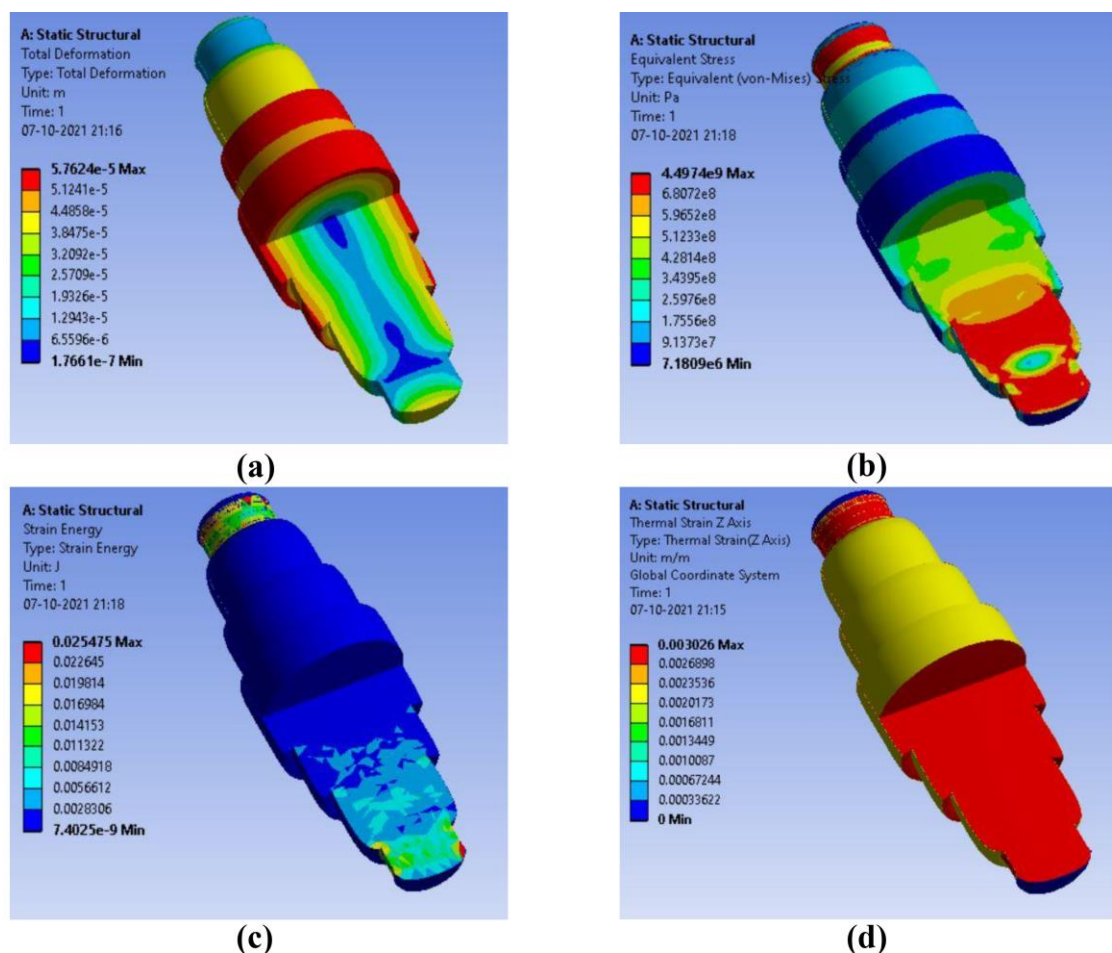 A: Static Structural
Total Deformation
Type: Total Deformation
Unit: m
Time: 1
07-10-2021 21:16
5.7624e-5 Max
5.1241e-5
4.4858e-5
3.8475e-5
3.2092e-5
2.5709e-5
1.9326e-5
1.2943e-5
6.5596e-6
1.7661e-7 Min
(a)
A: Static Structural
Equivalent Stress
Type: Equivalent (von-Mises) Stress
Unit: Pa
Time: 1
07-10-2021 21:18
4.4974e9 Max
6.8072e8
5.9652e8
5.1233e8
4.2814e8
3.4395e8
2.5976e8
1.7556e8
9.1373e7
7.1809e6 Min
(b)
A: Static Structural
Strain Energy
Type: Strain Energy
Unit: J
Time: 1
07-10-2021 21:18
0.025475 Max
0.022645
0.019814
0.016984
0.014153
0.011322
0.0084918
0.0056612
0.0028306
7.4025e-9 Min
(c)
A: Static Structural
Thermal Strain Z Axis
Type: Thermal Strain(Z Axis)
Unit: m/m
Global Coordinate System
Time: 1
07-10-2021 21:15
0.003026 Max
0.0026898
0.0023536
0.0020173
0.0016811
0.0013449
0.0010087
0.00067244
0.00033622
0 Min
(d)